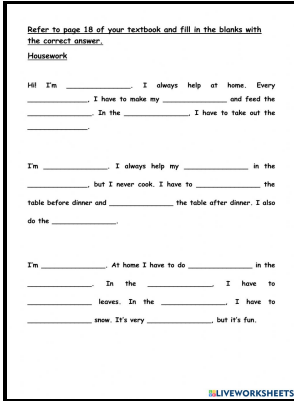 Refer to page 18 of your textbook and fill in the blanks with
the correct answer.
Housework
Hi! I'm ______________. I always help at home. Every
______________, I have to make my ______________ and feed the
______________. In the ______________, I have to take out the
______________.
I'm ______________. I always help my ______________ in the
______________, but I never cook. I have to ______________ the
table before dinner and ______________ the table after dinner. I also
do the ______________.
I'm ______________. At home I have to do ______________ in the
______________. In the ______________, I have to
______________ leaves. In the ______________, I have to
______________ snow. It's very ______________, but it's fun.
LIVEWORKSHEETS